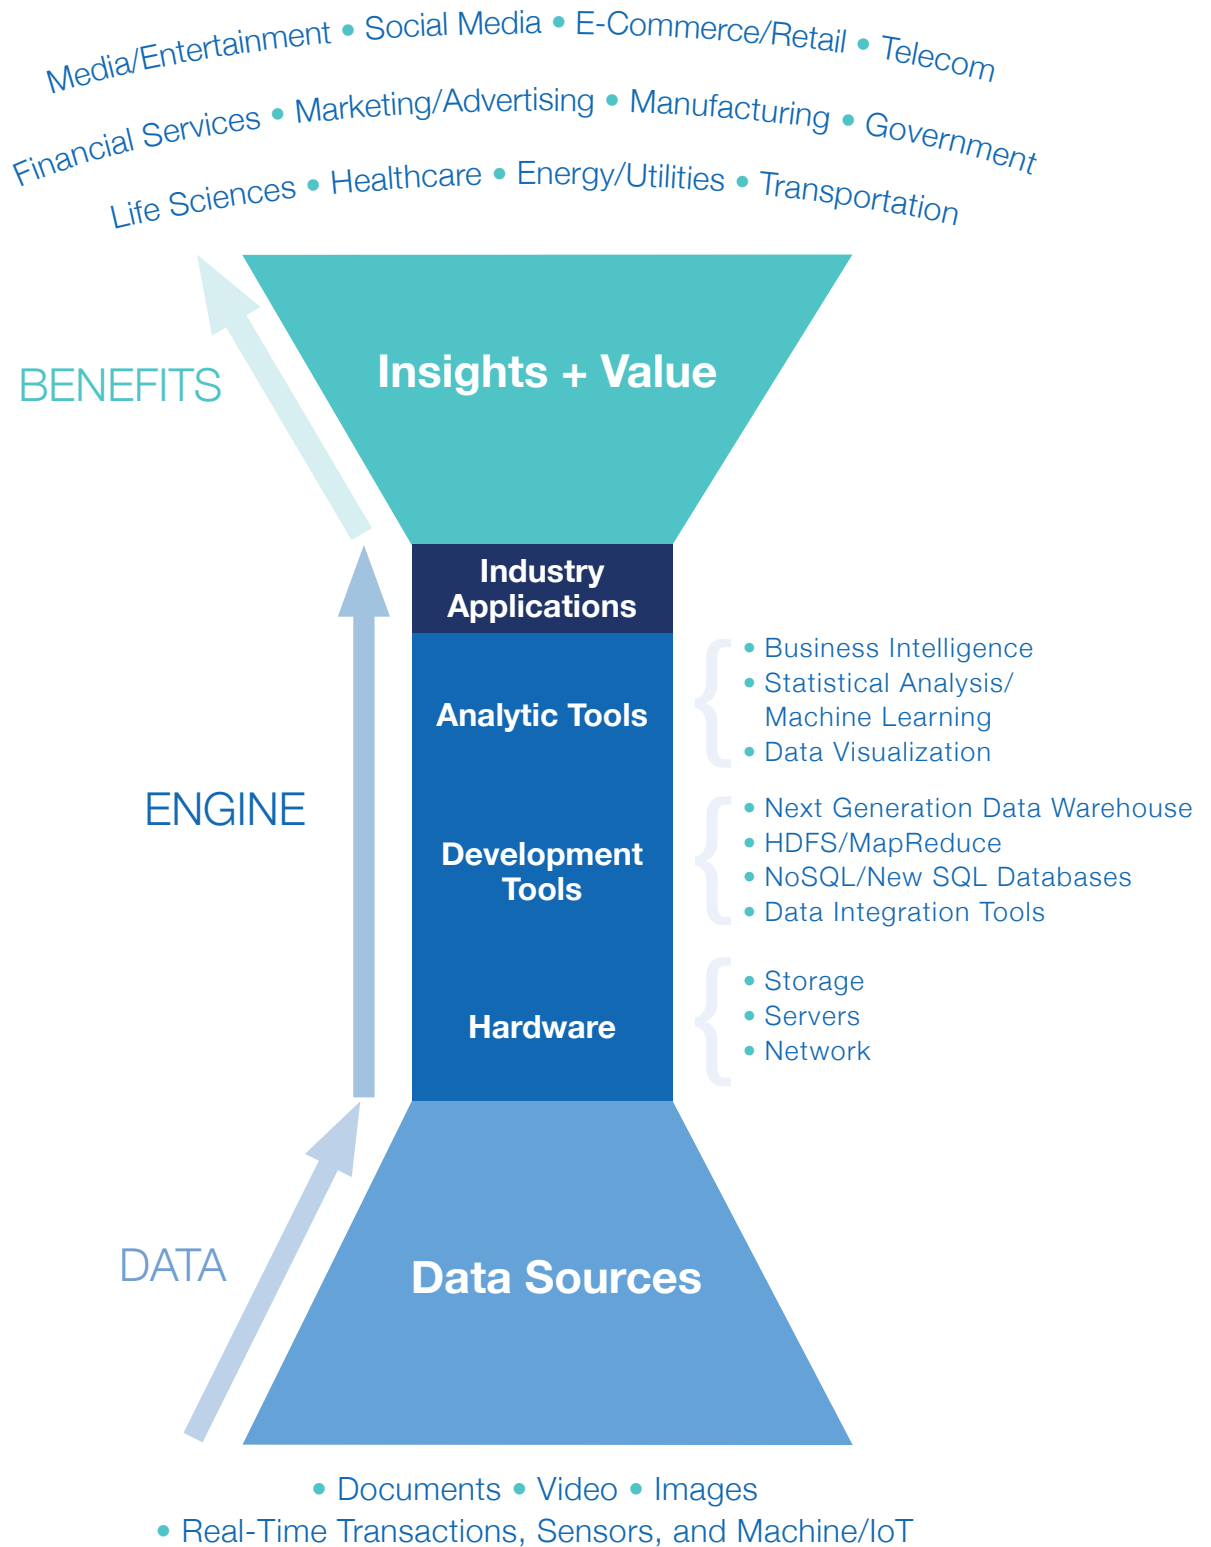 Media/Entertainment • Social Media • E-Commerce/Retail • Telecom
Financial Services • Marketing/Advertising • Manufacturing • Government
Life Sciences • Healthcare • Energy/Utilities • Transportation
BENEFITS
Insights + Value
Industry
Applications
ENGINE
Analytic Tools
• Business Intelligence
• Statistical Analysis/
Machine Learning
• Data Visualization
Development
Tools
• Next Generation Data Warehouse
• HDFS/MapReduce
• NoSQL/New SQL Databases
• Data Integration Tools
Hardware
• Storage
• Servers
• Network
DATA
Data Sources
• Documents • Video • Images
• Real-Time Transactions, Sensors, and Machine/IoT